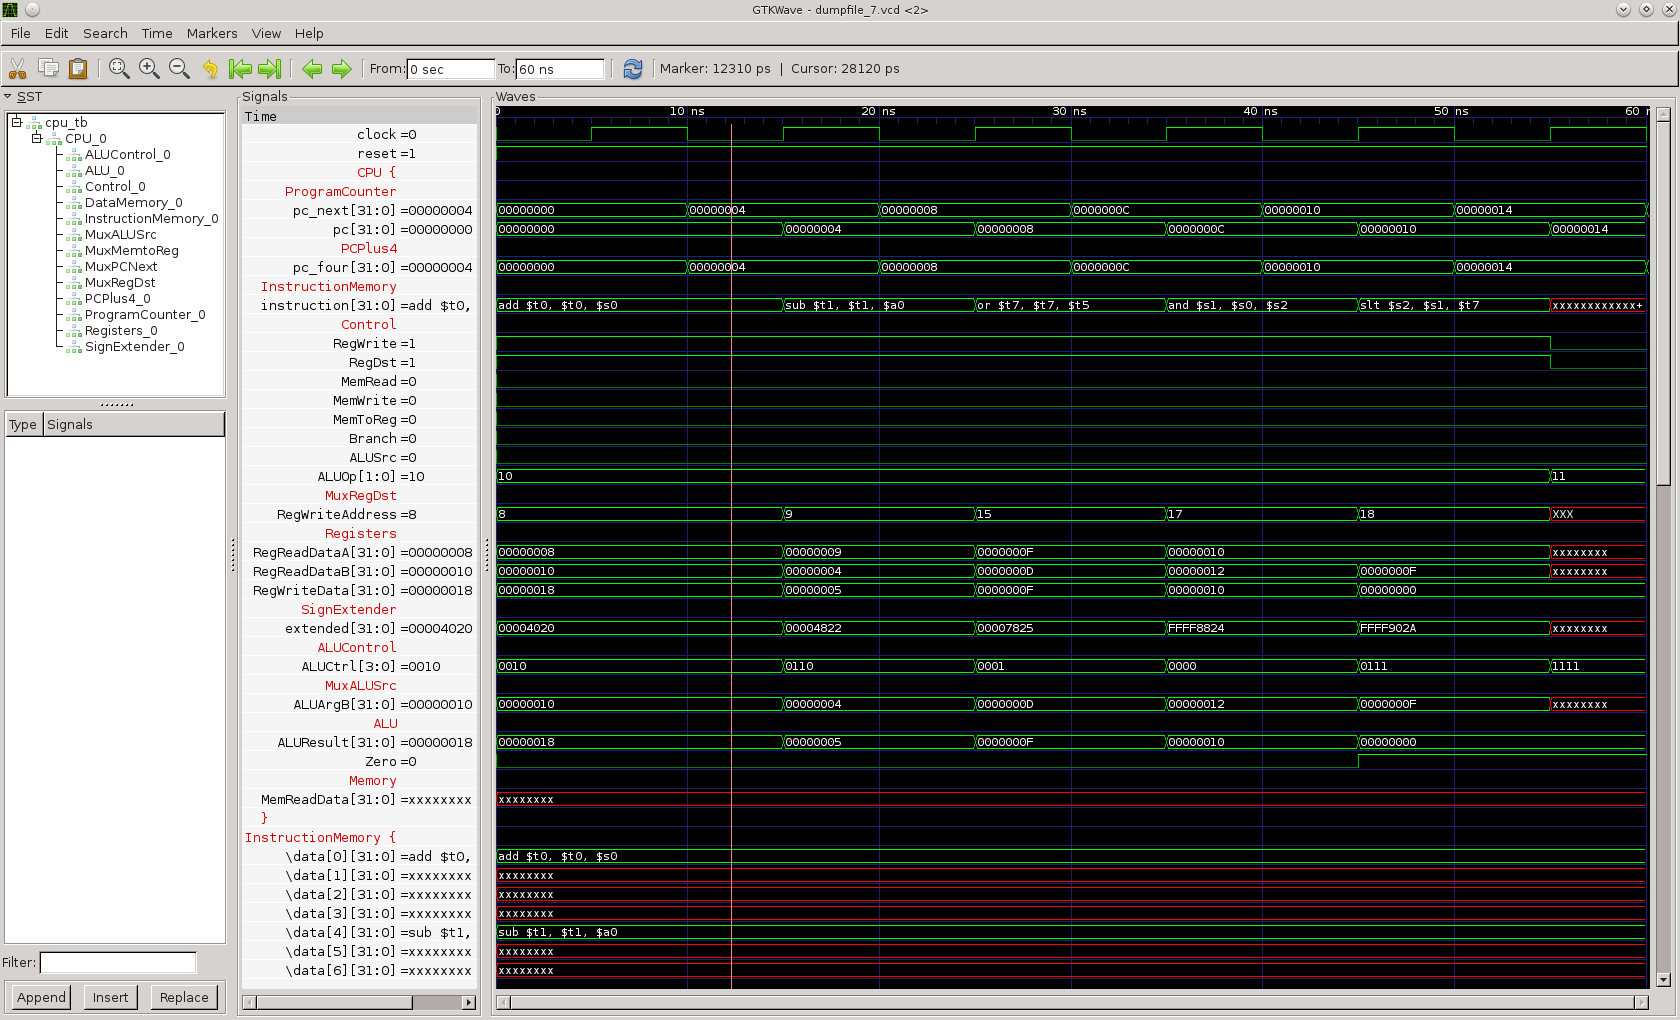 GTKWave - dumpfile_7.vcd <2>
File Edit Search Time Markers View Help
From: 0 sec To: 60 ns Marker: 12310 ps | Cursor: 28120 ps
SST
cpu_tb
CPU_0
ALUControl_0
ALU_0
Control_0
DataMemory_0
InstructionMemory_0
MuxALUSrc
MuxMemtoReg
MuxPCNext
MuxRegDst
PCPlus4_0
ProgramCounter_0
Registers_0
SignExtender_0
Type Signals
Filter:
Append Insert Replace
Signals
Time
clock =0
reset =1
CPU {
ProgramCounter
pc_next[31:0] =00000004
pc[31:0] =00000000
PCPlus4
pc_four[31:0] =00000004
InstructionMemory
instruction[31:0] =add $t0,
Control
RegWrite =1
RegDst =1
MemRead =0
MemWrite =0
MemToReg =0
Branch =0
ALUSrc =0
ALUOp[1:0] =10
MuxRegDst
RegWriteAddress =8
Registers
RegReadDataA[31:0] =00000008
RegReadDataB[31:0] =00000010
RegWriteData[31:0] =00000018
SignExtender
extended[31:0] =00004020
ALUControl
ALUCtrl[3:0] =0010
MuxALUSrc
ALUArgB[31:0] =00000010
ALU
ALUResult[31:0] =00000018
Zero =0
Memory
MemReadData[31:0] =xxxxxxxx
}
InstructionMemory {
\data[0][31:0] =add $t0,
\data[1][31:0] =xxxxxxxx
\data[2][31:0] =xxxxxxxx
\data[3][31:0] =xxxxxxxx
\data[4][31:0] =sub $t1,
\data[5][31:0] =xxxxxxxx
\data[6][31:0] =xxxxxxxx
Waves
0 10 ns 20 ns 30 ns 40 ns 50 ns 60 n
00000000 00000004 00000008 0000000C 00000010 00000014
00000000 00000004 00000008 0000000C 00000010 00000014
00000000 00000004 00000008 0000000C 00000010 00000014
add $t0, $t0, $s0 sub $t1, $t1, $a0 or $t7, $t7, $t5 and $s1, $s0, $s2 slt $s2, $s1, $t7 xxxxxxxxxxxx+
10 11
8 9 15 17 18 XXX
00000008 00000009 0000000F 00000010 xxxxxxxx
00000010 00000004 0000000D 00000012 0000000F xxxxxxxx
00000018 00000005 0000000F 00000010 00000000
00004020 00004822 00007825 FFFF8824 FFFF902A xxxxxxxx
0010 0110 0001 0000 0111 1111
00000010 00000004 0000000D 00000012 0000000F xxxxxxxx
00000018 00000005 0000000F 00000010 00000000
xxxxxxxx
add $t0, $t0, $s0
xxxxxxxx
xxxxxxxx
xxxxxxxx
sub $t1, $t1, $a0
xxxxxxxx
xxxxxxxx